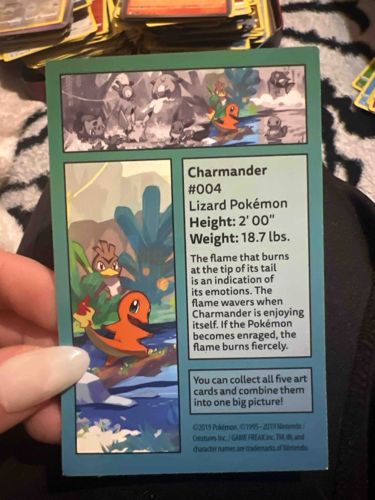 Charmander
#004
Lizard Pokémon
Height: 2' 00"
Weight: 18.7 lbs.
The flame that burns
at the tip of its tail
is an indication of
its emotions. The
flame wavers when
Charmander is enjoying
itself. If the Pokémon
becomes enraged, the
flame burns fiercely.
You can collect all five art
cards and combine them
into one big picture!
©2019 Pokémon. ©1995–2019 Nintendo /
Creatures Inc. / GAME FREAK inc. TM, ®, and
character names are trademarks of Nintendo.